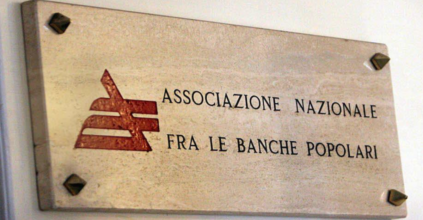 ASSOCIAZIONE NAZIONALE
FRA LE BANCHE POPOLARI